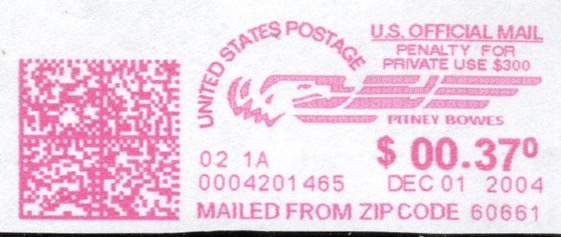 UNITED STATES POSTAGE
U.S. OFFICIAL MAIL
PENALTY FOR
PRIVATE USE $300
PITNEY BOWES
02 1A
$ 00.37⁰
0004201465
DEC 01 2004
MAILED FROM ZIP CODE 60661